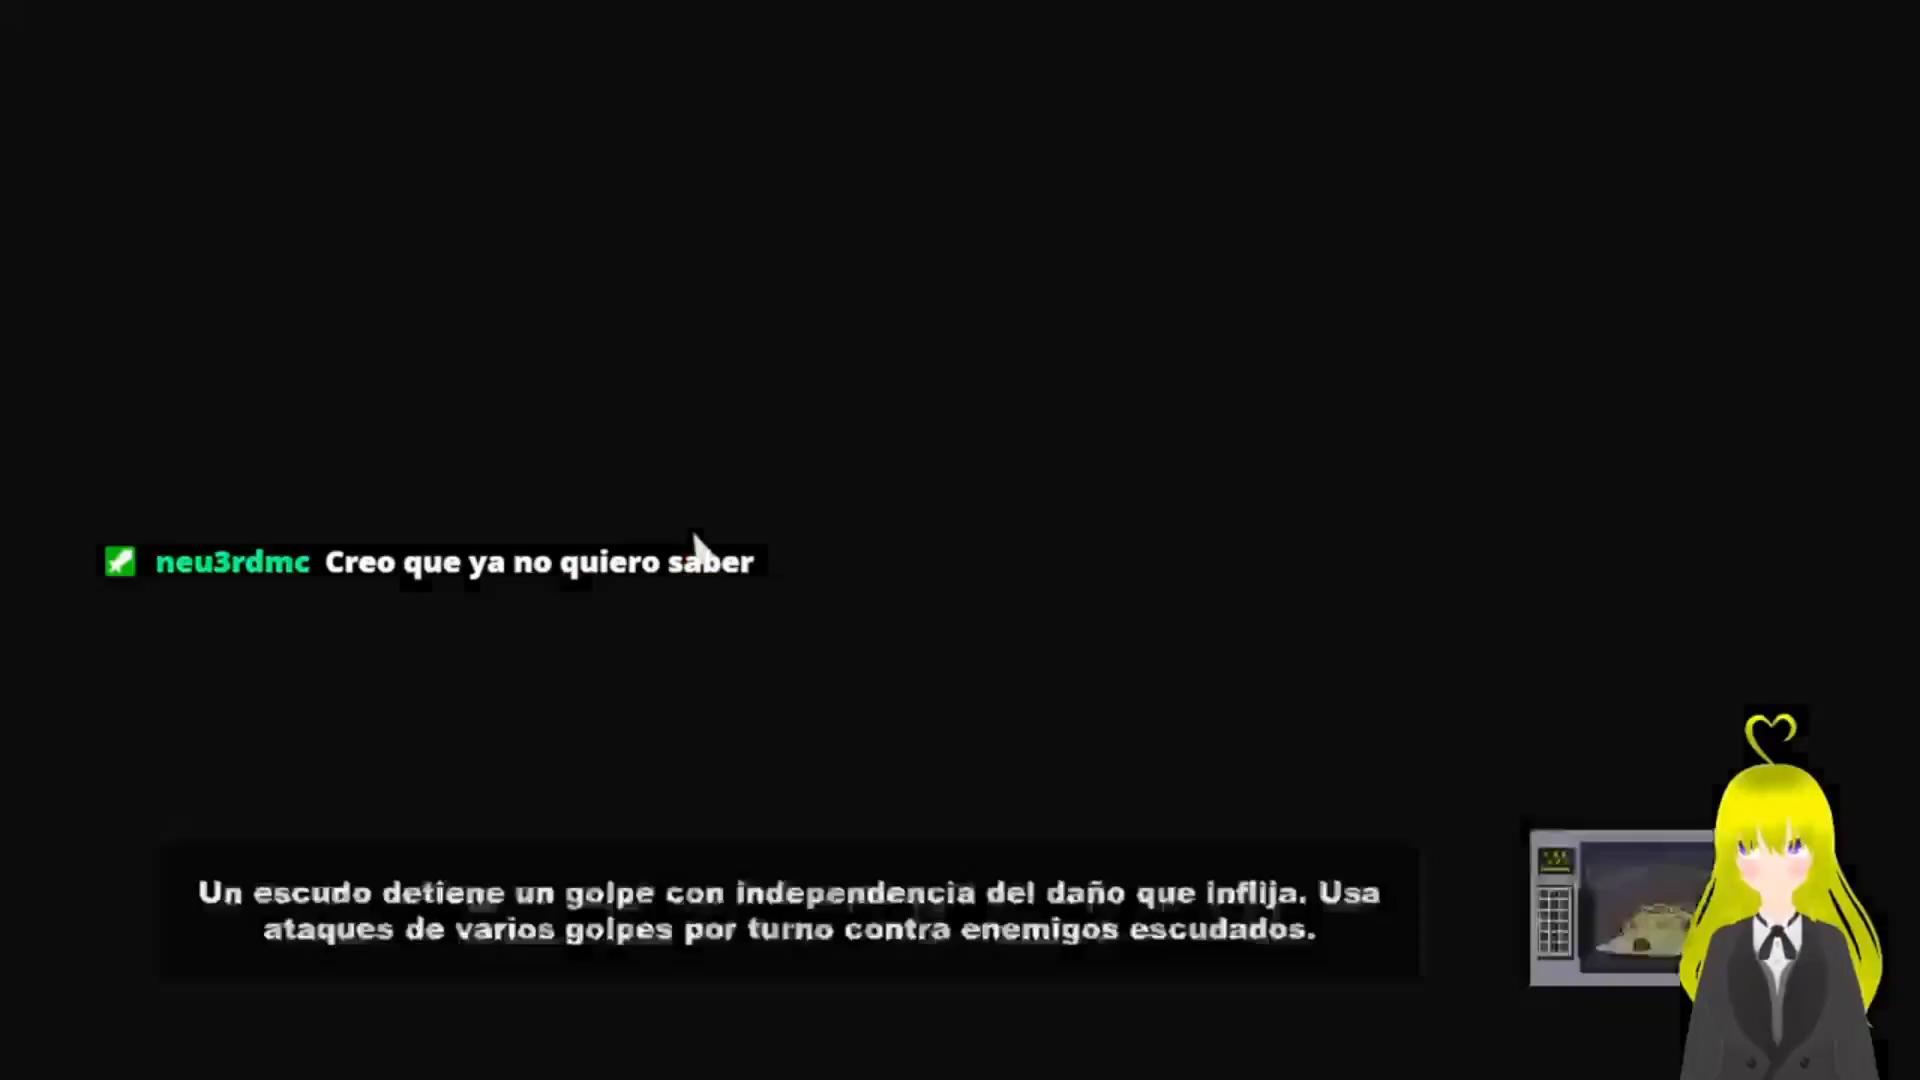 neu3rdmc Creo que ya no quiero saber
Un escudo detiene un golpe con independencia del daño que inflija. Usa
ataques de varios golpes por turno contra enemigos escudados.